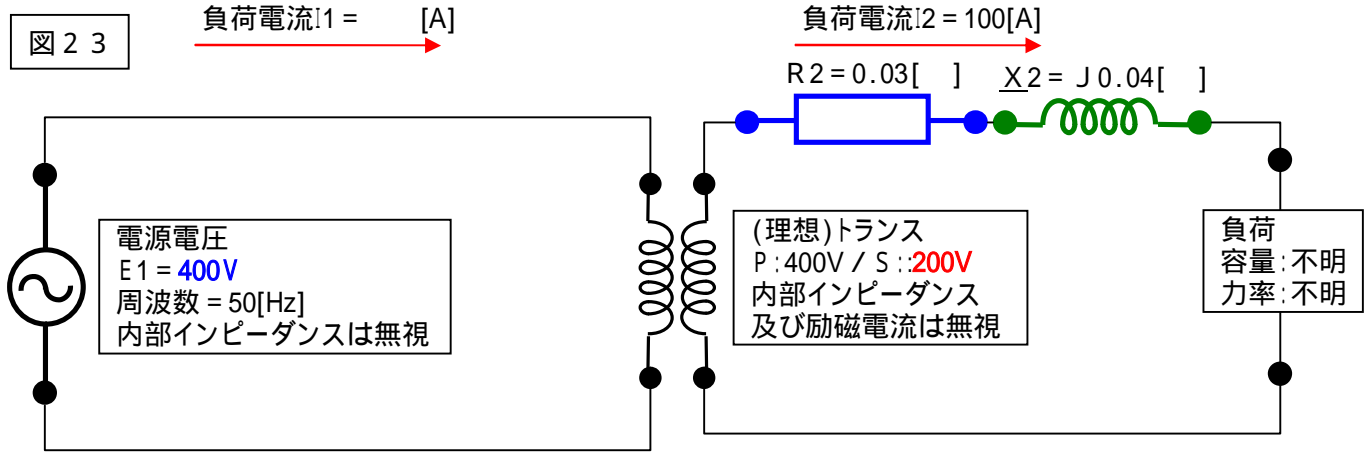 図23
負荷電流I1 = [A]
負荷電流I2 = 100[A]
R2 = 0.03[ ]
X2 = J0.04[ ]
電源電圧
E1 = 400V
周波数 = 50[Hz]
内部インピーダンスは無視
(理想)トランス
P:400V / S::200V
内部インピーダンス
及び励磁電流は無視
負荷
容量:不明
力率:不明